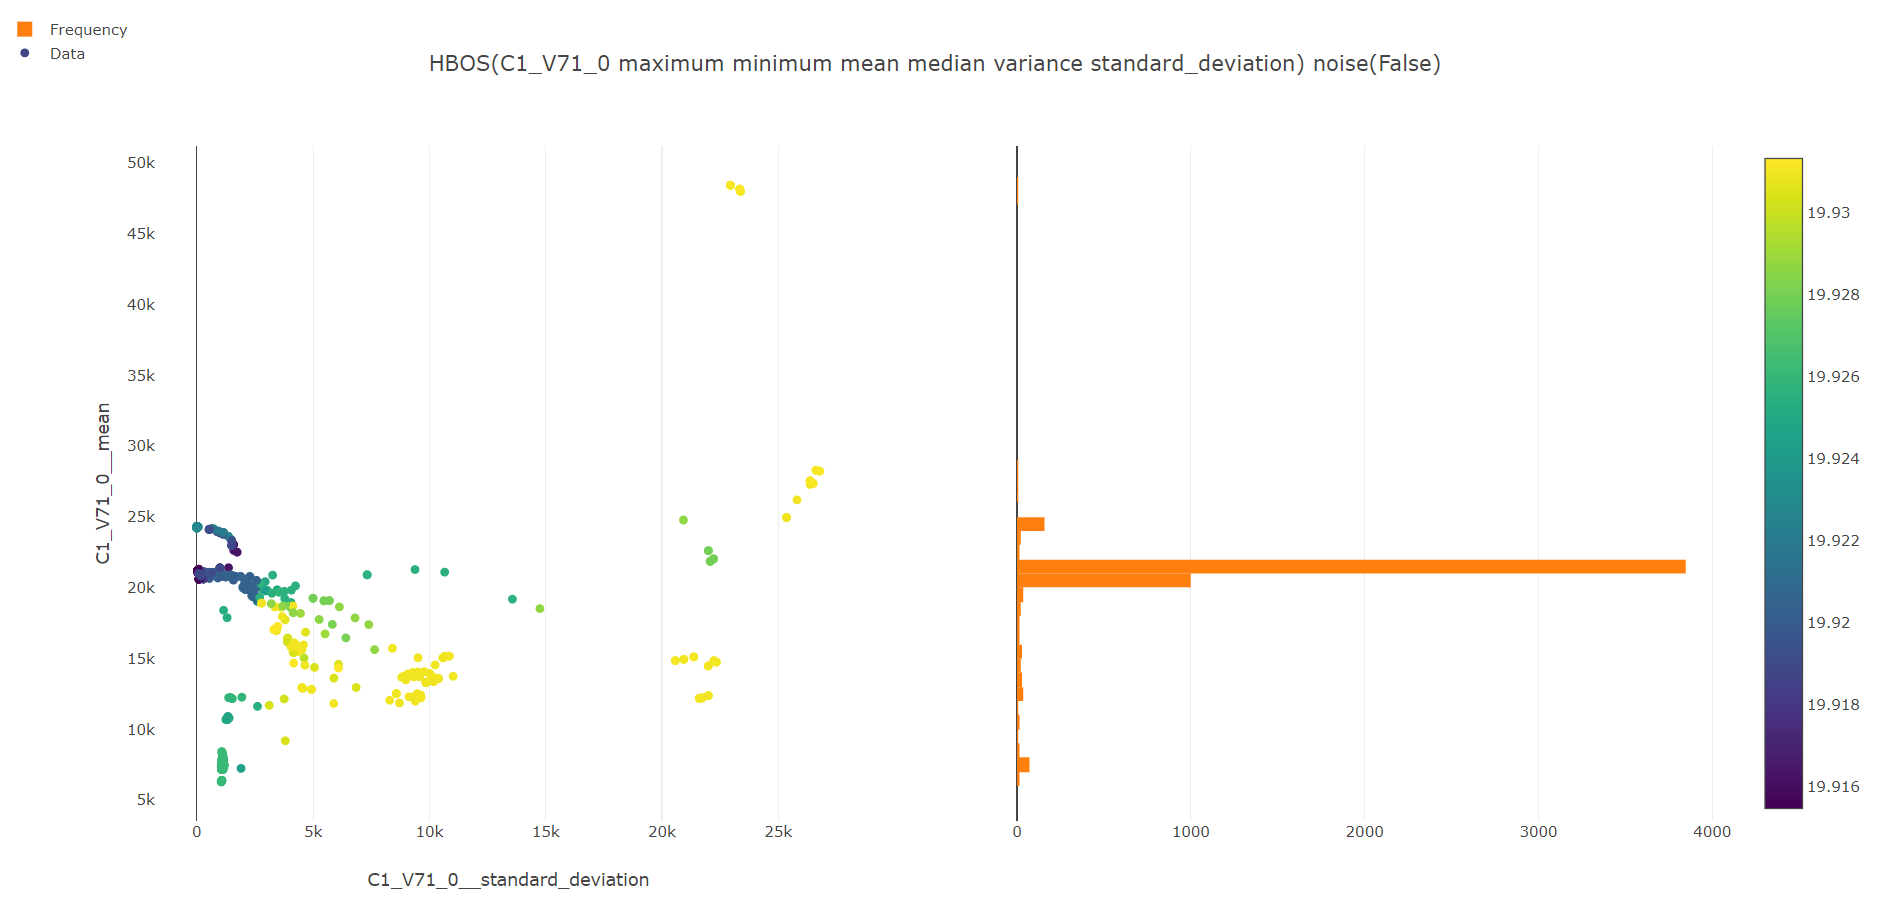 Frequency
Data
HBOS(C1_V71_0 maximum minimum mean median variance standard_deviation) noise(False)
50k
45k
40k
35k
30k
25k
20k
15k
10k
5k
C1_V71_0__mean
0
5k
10k
15k
20k
25k
C1_V71_0__standard_deviation
0
1000
2000
3000
4000
19.93
19.928
19.926
19.924
19.922
19.92
19.918
19.916